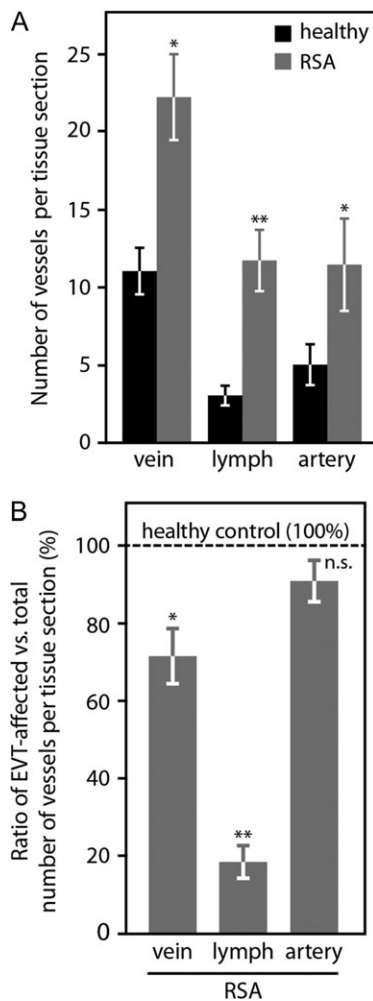 A
healthy
RSA
Number of vessels per tissue section
25
20
15
10
5
0
*
**
*
vein lymph artery
B
healthy control (100%)
Ratio of EVT-affected vs. total
number of vessels per tissue section (%)
100
80
60
40
20
0
*
**
n.s.
vein lymph artery
RSA